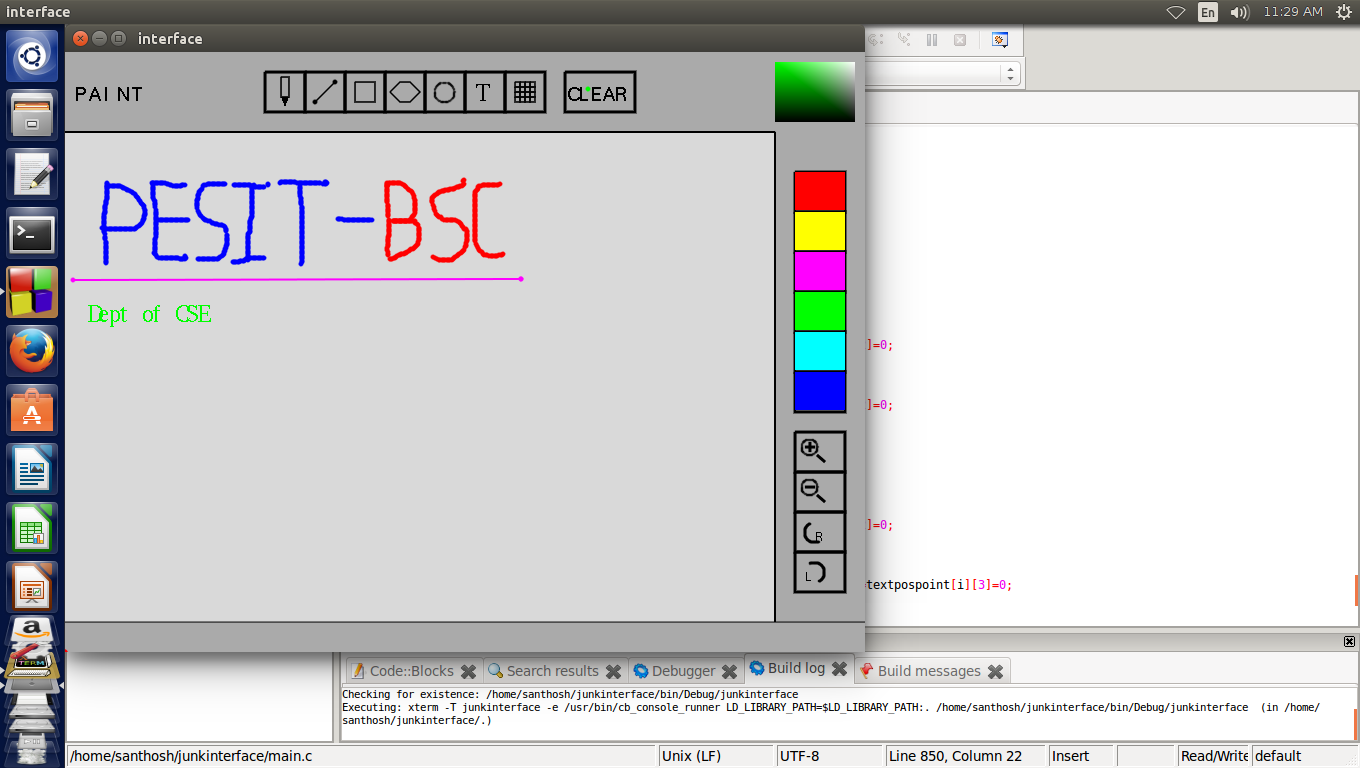 interface
En
11:29 AM
interface
PAINT
T
CLEAR
PESIT-BSC
Dept of CSE
R
L
]=0;
]=0;
]=0;
textpospoint[i][3]=0;
Code::Blocks
Search results
Debugger
Build log
Build messages
Checking for existence: /home/santhosh/junkinterface/bin/Debug/junkinterface
Executing: xterm -T junkinterface -e /usr/bin/cb_console_runner LD_LIBRARY_PATH=$LD_LIBRARY_PATH:. /home/santhosh/junkinterface/bin/Debug/junkinterface  (in /home/
santhosh/junkinterface/.)
/home/santhosh/junkinterface/main.c
Unix (LF)
UTF-8
Line 850, Column 22
Insert
Read/Write
default
TERM